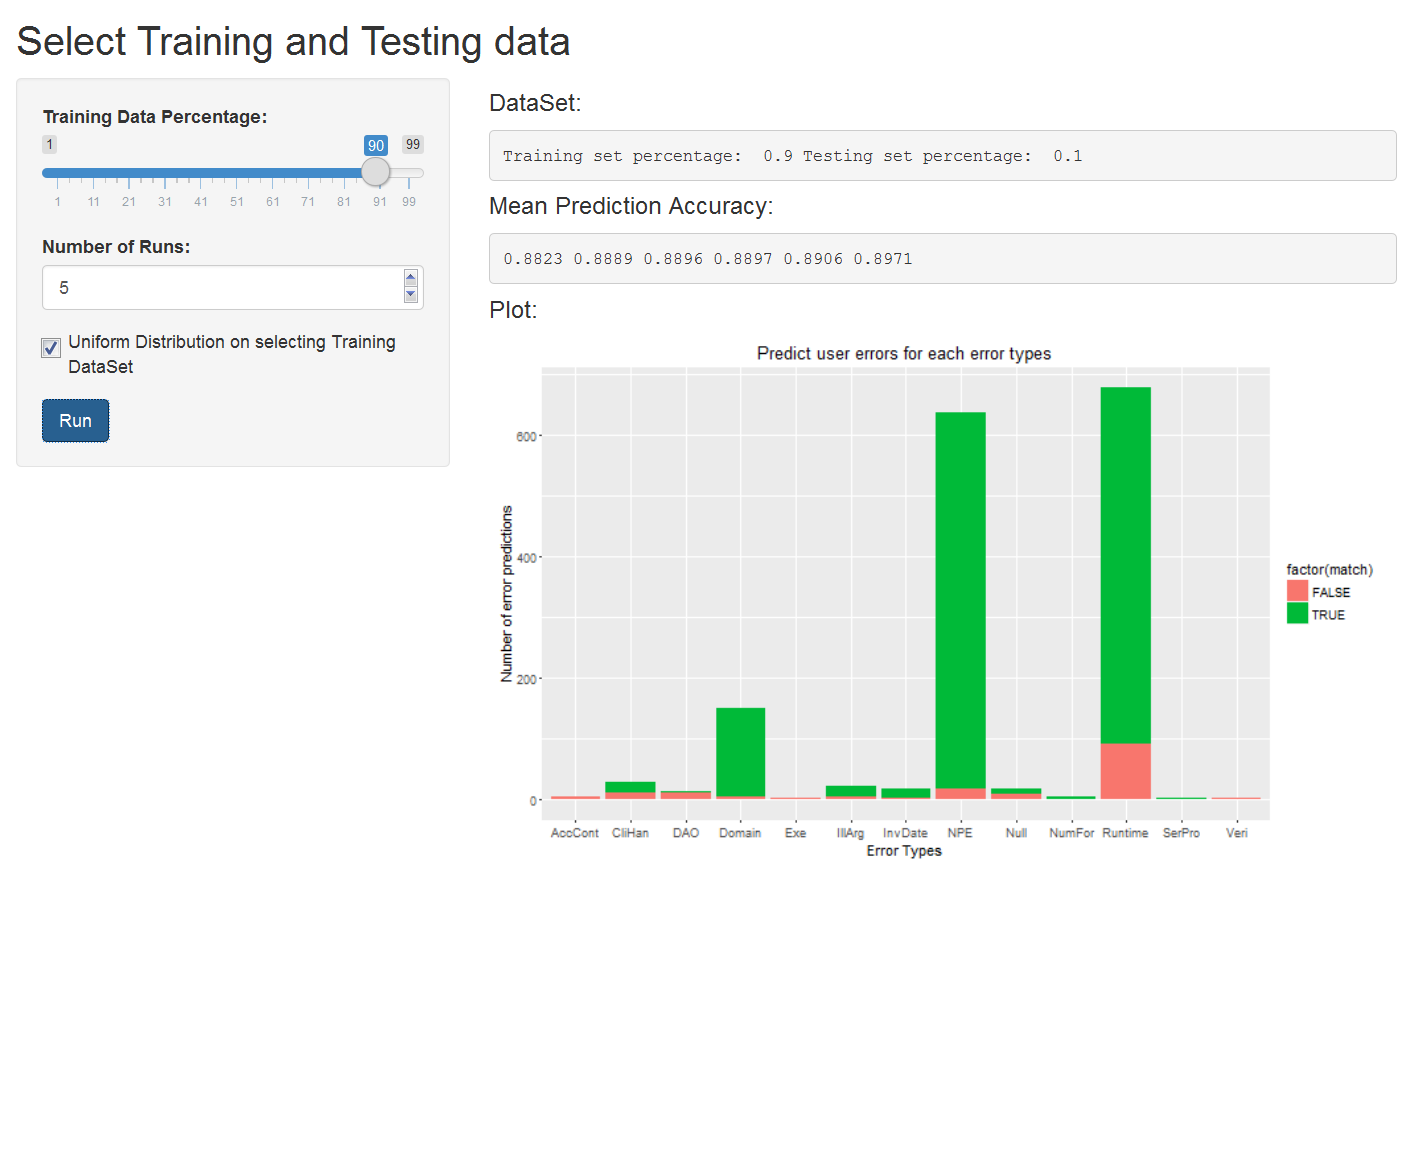 Select Training and Testing data
Training Data Percentage:
1 90 99
1 11 21 31 41 51 61 71 81 91 99
Number of Runs:
5
Uniform Distribution on selecting Training
DataSet
Run
DataSet:
Training set percentage:  0.9 Testing set percentage:  0.1
Mean Prediction Accuracy:
0.8823 0.8889 0.8896 0.8897 0.8906 0.8971
Plot:
Predict user errors for each error types
Number of error predictions
600
400
200
0
AccCont CliHan DAO Domain Exe IllArg InvDate NPE Null NumFor Runtime SerPro Veri
Error Types
factor(match)
FALSE
TRUE